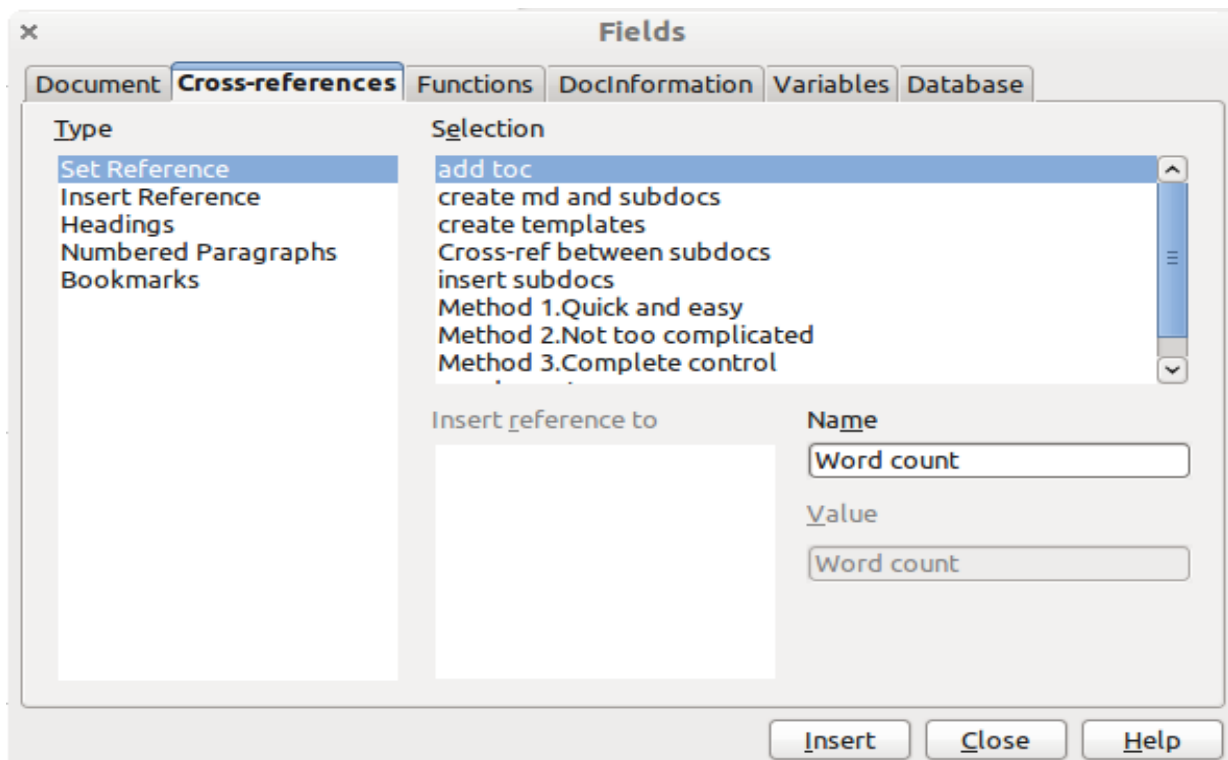 Fields
Document Cross-references Functions DocInformation Variables Database
Type
Set Reference
Insert Reference
Headings
Numbered Paragraphs
Bookmarks
Selection
add toc
create md and subdocs
create templates
Cross-ref between subdocs
insert subdocs
Method 1.Quick and easy
Method 2.Not too complicated
Method 3.Complete control
Insert reference to
Name
Word count
Value
Word count
Insert Close Help